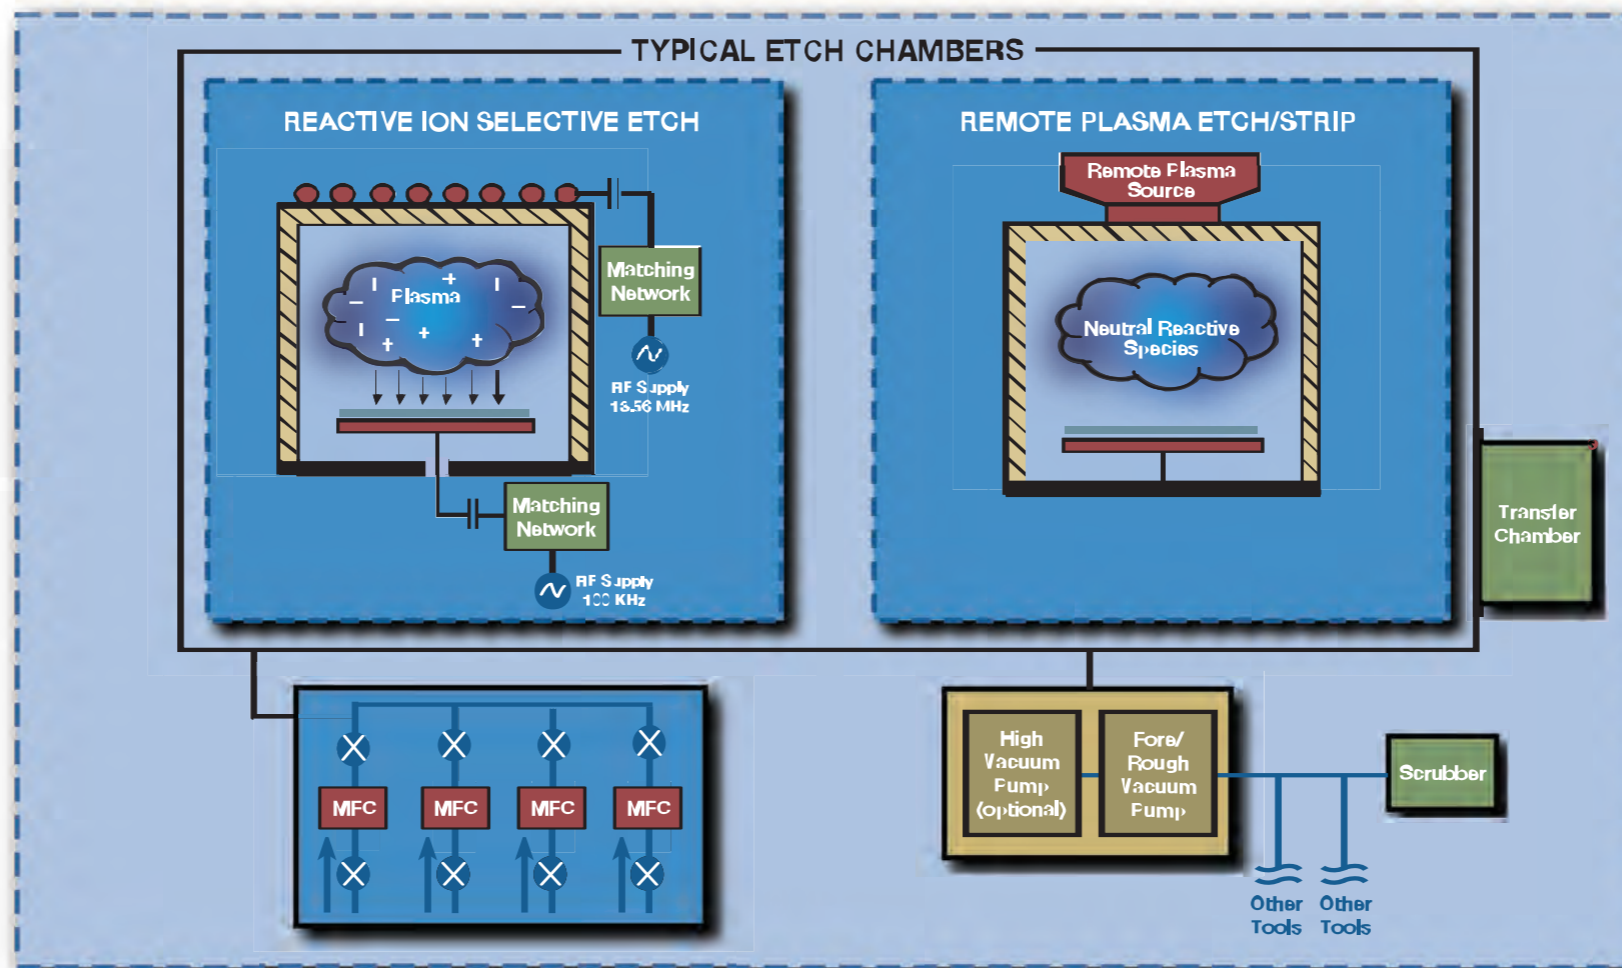 TYPICAL ETCH CHAMBERS
REACTIVE ION SELECTIVE ETCH
Plasma
Matching
Network
RF Supply
13.56 MHz
Matching
Network
RF Supply
100 KHz
REMOTE PLASMA ETCH/STRIP
Remote Plasma
Source
Neutral Reactive
Species
Transfer
Chamber
MFC
MFC
MFC
MFC
High
Vacuum
Pump
(optional)
Fore/
Rough
Vacuum
Pump
Scrubber
Other
Tools
Other
Tools